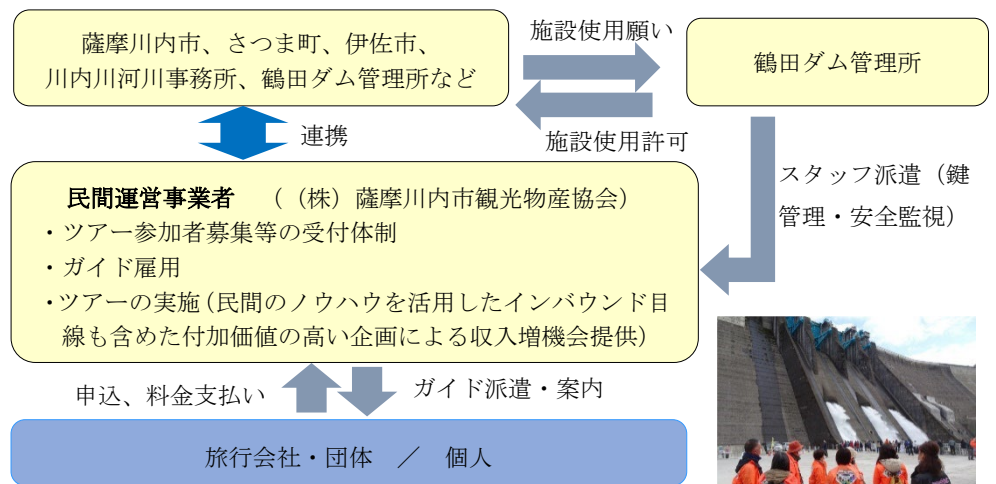 薩摩川内市、さつま町、伊佐市、
川内川河川事務所、鶴田ダム管理所など
施設使用願い
施設使用許可
鶴田ダム管理所
連携
スタッフ派遣（鍵
管理・安全監視）
民間運営事業者　（（株）薩摩川内市観光物産協会）
・ツアー参加者募集等の受付体制
・ガイド雇用
・ツアーの実施（民間のノウハウを活用したインバウンド目
線も含めた付加価値の高い企画による収入増機会提供）
申込、料金支払い
ガイド派遣・案内
旅行会社・団体　／　個人